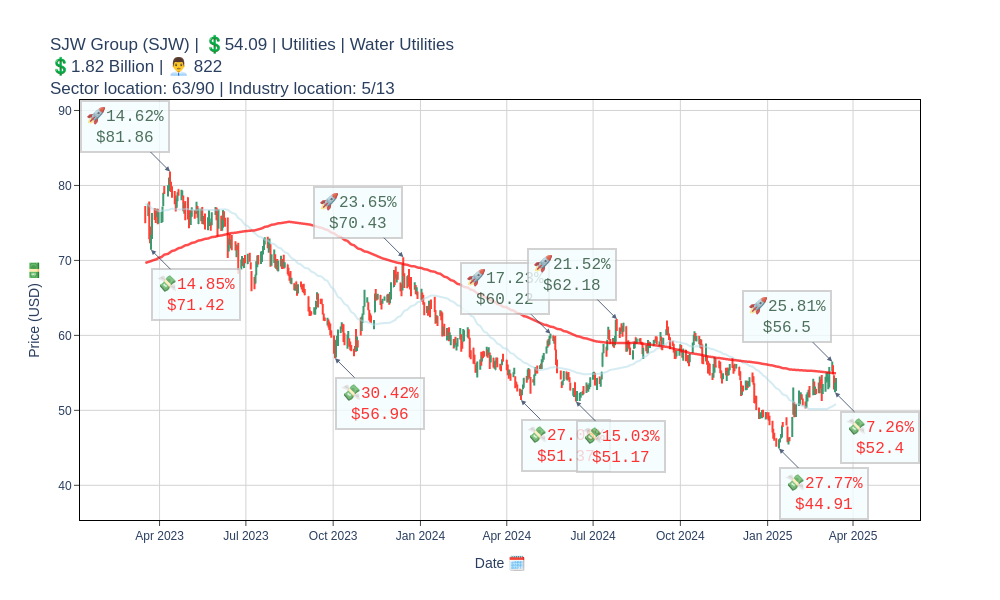 SJW Group (SJW) | 💲54.09 | Utilities | Water Utilities
💲1.82 Billion | 👨‍💼 822
Sector location: 63/90 | Industry location: 5/13
90
80
70
60
50
40
Price (USD) 💵
🚀14.62%
$81.86
💸14.85%
$71.42
🚀23.65%
$70.43
💸30.42%
$56.96
🚀17.23%
$60.22
🚀21.52%
$62.18
💸15.03%
$51.17
🚀25.81%
$56.5
💸7.26%
$52.4
💸27.77%
$44.91
Apr 2023
Jul 2023
Oct 2023
Jan 2024
Apr 2024
Jul 2024
Oct 2024
Jan 2025
Apr 2025
Date 🗓️